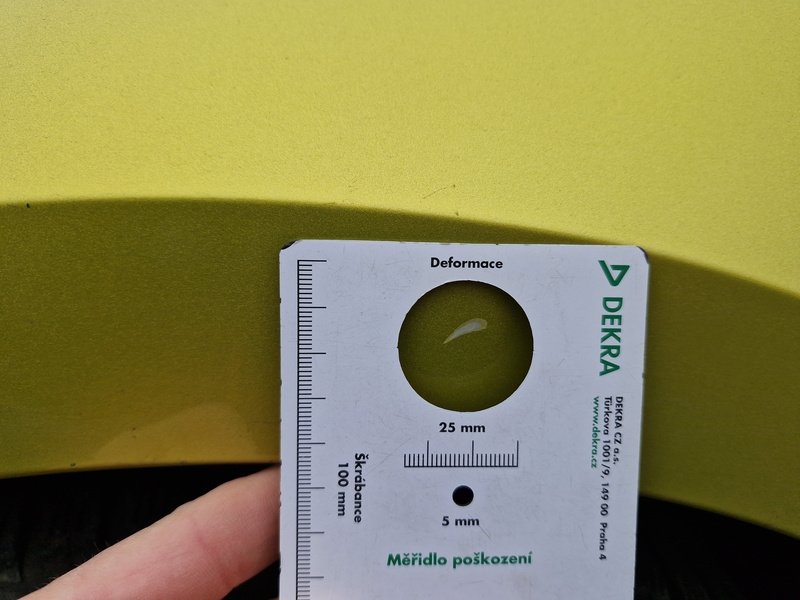 Deformace
25 mm
5 mm
Měřidlo poškození
Škrábance
100 mm
DEKRA
DEKRA CZ a.s.
Türkova 1001/9, 149 00 Praha 4
www.dekra.cz